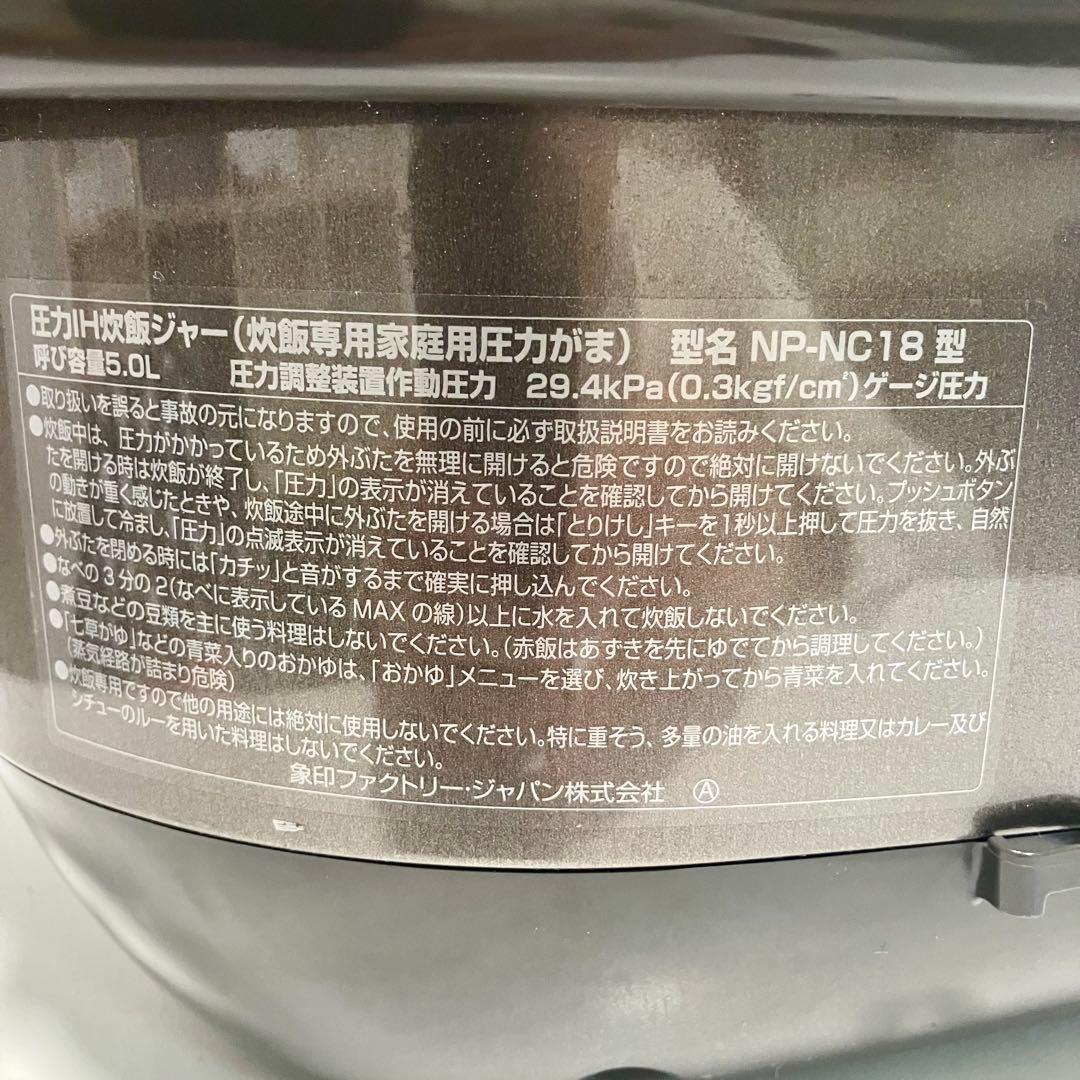 圧力IH炊飯ジャー(炊飯専用家庭用圧力がま) 型名 NP-NC18 型
呼び容量5.0L 圧力調整装置作動圧力 29.4kPa(0.3kgf/cm²)ゲージ圧力
●取り扱いを誤ると事故の元になりますので、使用の前に必ず取扱説明書をお読みください。
●炊飯中は、圧力がかかっているため外ぶたを無理に開けると危険ですので絶対に開けないでください。外ぶ
たを開ける時は炊飯が終了し、「圧力」の表示が消えていることを確認してから開けてください。プッシュボタン
の動きが重く感じたときや、炊飯途中に外ぶたを開ける場合は「とりけし」キーを1秒以上押して圧力を抜き、自然
に放置して冷まし、「圧力」の点滅表示が消えていることを確認してから開けてください。
●外ぶたを閉める時には「カチッ」と音がするまで確実に押し込んでください。
●なべの3分の2(なべに表示しているMAXの線)以上に水を入れて炊飯しないでください。
●煮豆などの豆類を主に使う料理はしないでください。(赤飯はあずきを先にゆでてから調理してください。)
●「七草がゆ」などの青菜入りのおかゆは、「おかゆ」メニューを選び、炊き上がってから青菜を入れてください。
(蒸気経路が詰まり危険)
●炊飯専用ですので他の用途には絶対に使用しないでください。特に重そう、多量の油を入れる料理又はカレー及び
シチューのルーを用いた料理はしないでください。
象印ファクトリー・ジャパン株式会社 Ⓐ